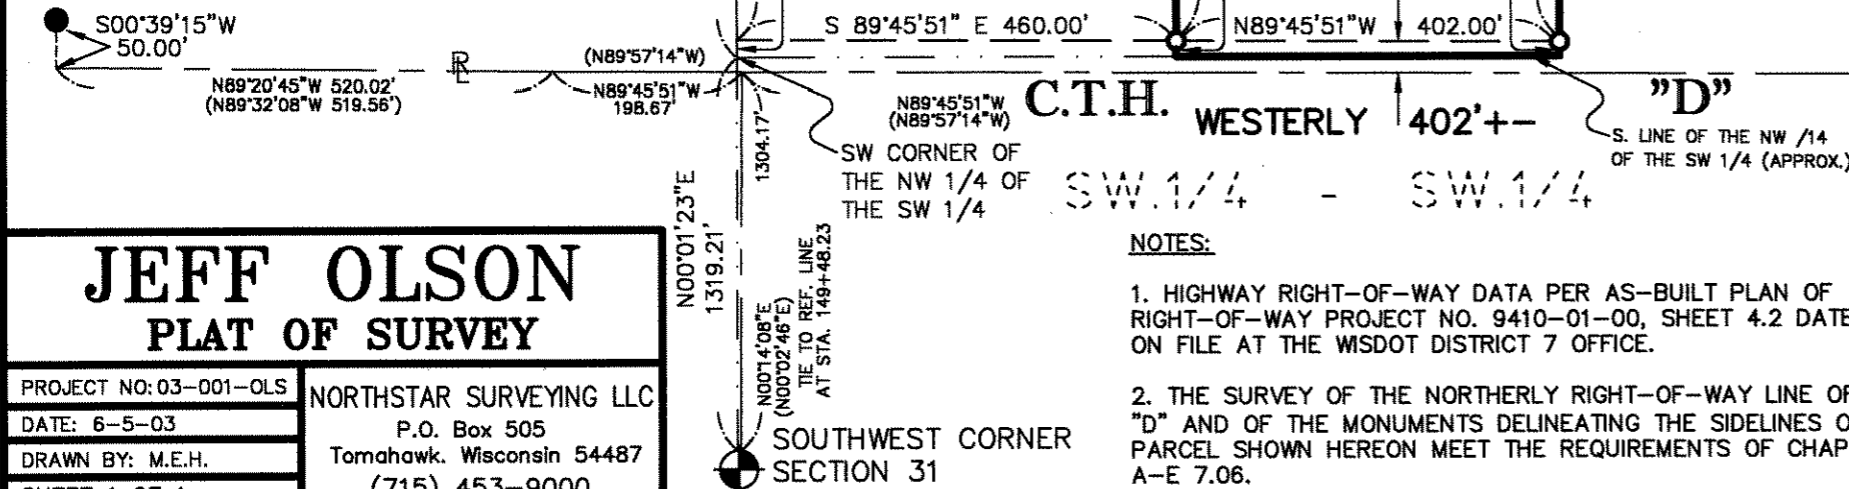 S00°39'15"W
50.00'
S 89°45'51" E 460.00'
N89°45'51"W 402.00'
(N89°57'14"W)
N89°20'45"W 520.02'
(N89°32'08"W 519.56')
N89°45'51"W
198.67'
N89°45'51"W
(N89°57'14"W)
C.T.H. "D"
WESTERLY 402'+-
S. LINE OF THE NW /14
OF THE SW 1/4 (APPROX.)
1304.17'
SW CORNER OF
THE NW 1/4 OF
THE SW 1/4
SW.1/4 - SW.1/4
N00°01'23"E
1319.21'
N00°14'08"E
(N00°02'46"E)
TIE TO REF. LINE
AT STA. 149+48.23
JEFF OLSON
PLAT OF SURVEY
PROJECT NO: 03-001-OLS
DATE: 6-5-03
DRAWN BY: M.E.H.
NORTHSTAR SURVEYING LLC
P.O. Box 505
Tomahawk. Wisconsin 54487
(715) 453-9000
SOUTHWEST CORNER
SECTION 31
NOTES:
1. HIGHWAY RIGHT-OF-WAY DATA PER AS-BUILT PLAN OF
RIGHT-OF-WAY PROJECT NO. 9410-01-00, SHEET 4.2 DATE
ON FILE AT THE WISDOT DISTRICT 7 OFFICE.
2. THE SURVEY OF THE NORTHERLY RIGHT-OF-WAY LINE OF
"D" AND OF THE MONUMENTS DELINEATING THE SIDELINES O
PARCEL SHOWN HEREON MEET THE REQUIREMENTS OF CHAP
A-E 7.06.